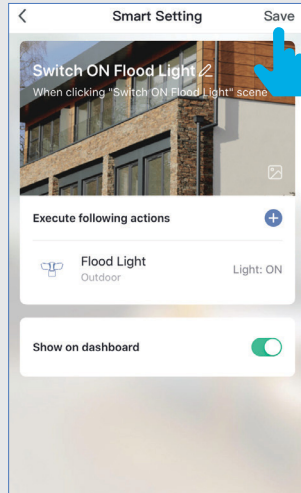 Smart Setting
Save
Switch ON Flood Light
When clicking "Switch ON Flood Light" scene
Execute following actions
Flood Light
Outdoor
Light: ON
Show on dashboard